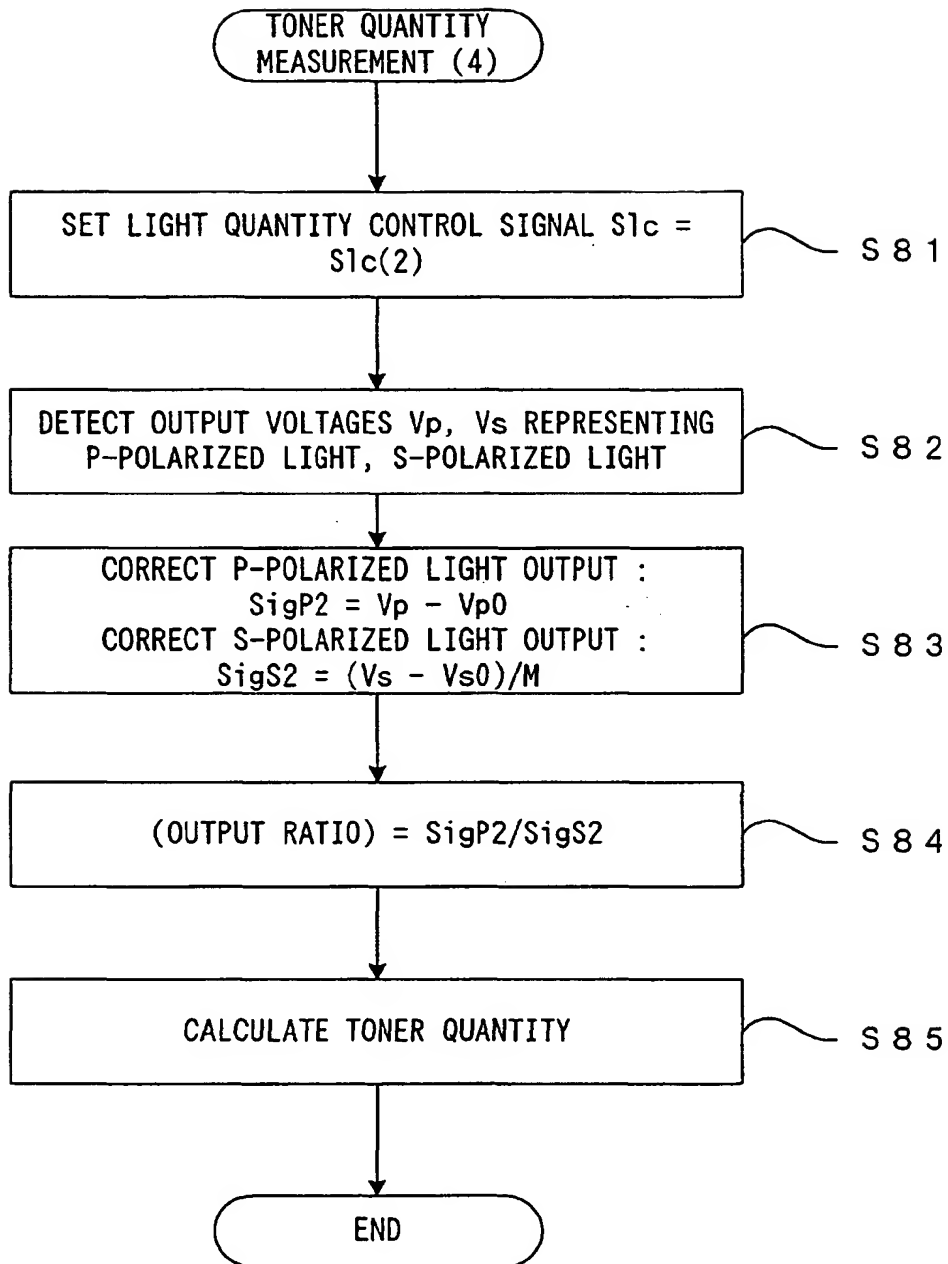 TONER QUANTITY
MEASUREMENT (4)
SET LIGHT QUANTITY CONTROL SIGNAL Slc =
Slc(2)
S81
DETECT OUTPUT VOLTAGES Vp, Vs REPRESENTING
P-POLARIZED LIGHT, S-POLARIZED LIGHT
S82
CORRECT P-POLARIZED LIGHT OUTPUT :
SigP2 = Vp - Vp0
CORRECT S-POLARIZED LIGHT OUTPUT :
SigS2 = (Vs - Vs0)/M
S83
(OUTPUT RATIO) = SigP2/SigS2
S84
CALCULATE TONER QUANTITY
S85
END